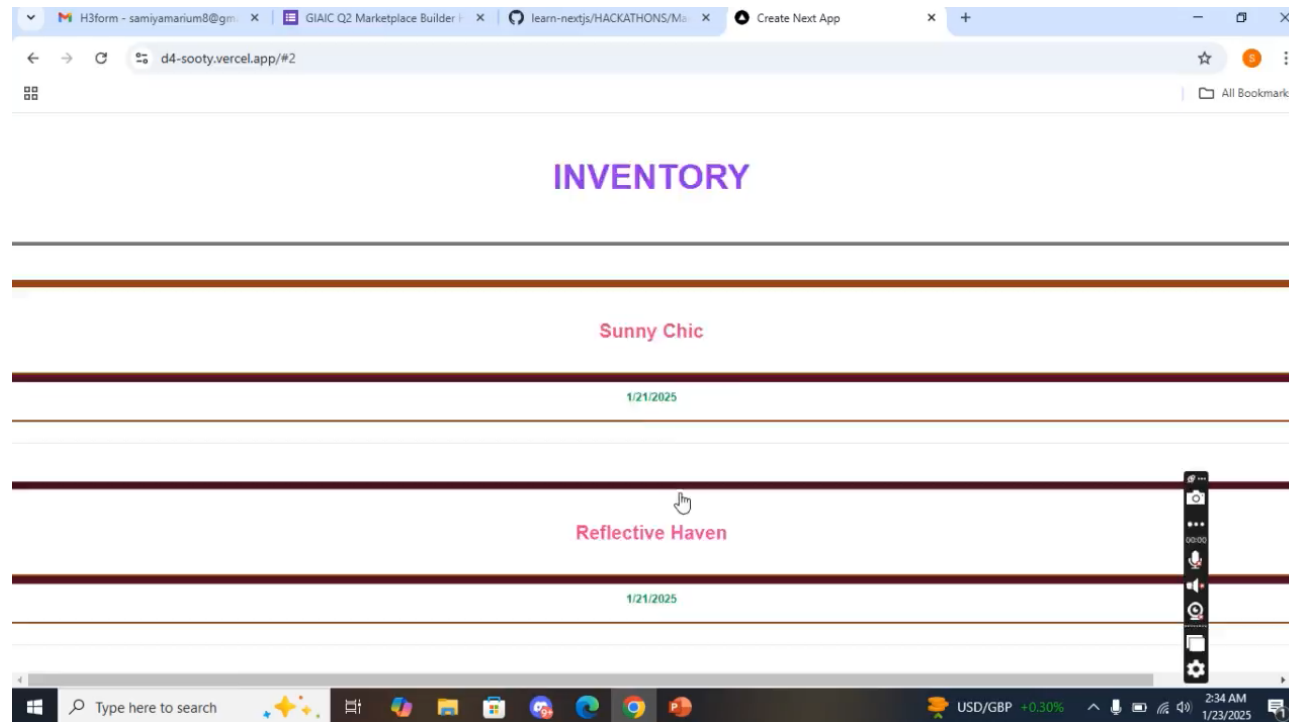 H3form - samiyamarium8@gm
GIAIC Q2 Marketplace Builder H
learn-nextjs/HACKATHONS/Ma
Create Next App
d4-sooty.vercel.app/#2
All Bookmark
INVENTORY
Sunny Chic
1/21/2025
Reflective Haven
1/21/2025
00:00
Type here to search
USD/GBP +0.30%
2:34 AM
1/23/2025